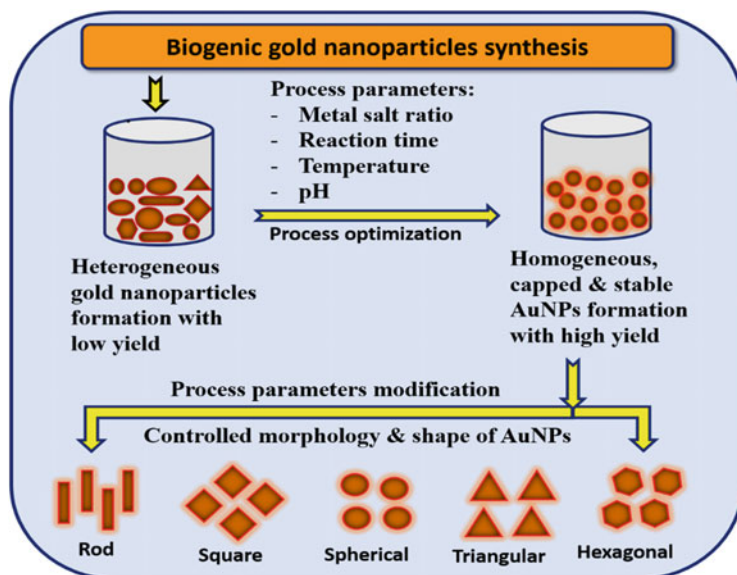 Biogenic gold nanoparticles synthesis
Process parameters:
- Metal salt ratio
- Reaction time
- Temperature
- pH
Process optimization
Heterogeneous
gold nanoparticles
formation with
low yield
Homogeneous,
capped & stable
AuNPs formation
with high yield
Process parameters modification
Controlled morphology & shape of AuNPs
Rod
Square
Spherical
Triangular
Hexagonal